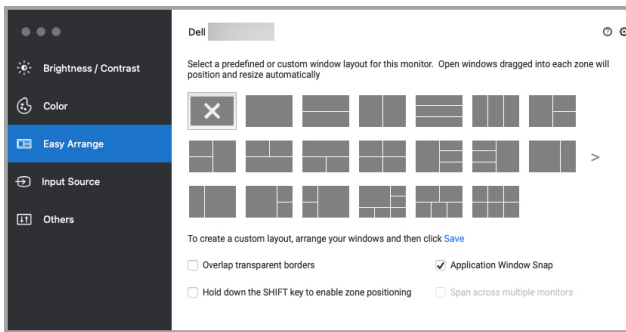 Dell
Brightness / Contrast
Select a predefined or custom window layout for this monitor. Open windows dragged into each zone will
position and resize automatically
Color
Easy Arrange
Input Source
Others
To create a custom layout, arrange your windows and then click Save
Overlap transparent borders
Application Window Snap
Hold down the SHIFT key to enable zone positioning
Span across multiple monitors